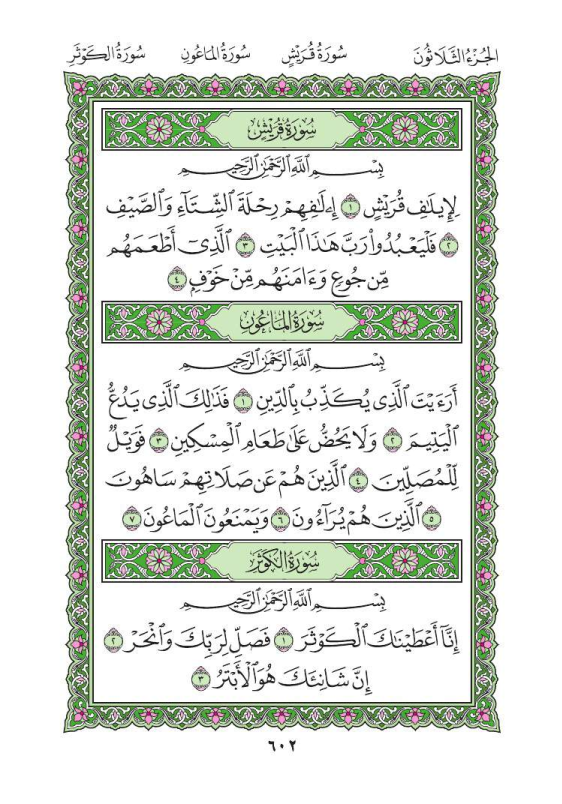 الجُزْءُ الثَّلَاثُونَ سُورَةُ قُرَيْشٍ سُورَةُ المَاعُونِ سُورَةُ الكَوْثَرِ
سُورَةُ قُرَيْشٍ
بِسْمِ ٱللَّهِ ٱلرَّحْمَٰنِ ٱلرَّحِيمِ
لِإِيلَٰفِ قُرَيْشٍ ١ إِۦلَٰفِهِمْ رِحْلَةَ ٱلشِّتَآءِ وَٱلصَّيْفِ
٢ فَلْيَعْبُدُوا۟ رَبَّ هَٰذَا ٱلْبَيْتِ ٣ ٱلَّذِىٓ أَطْعَمَهُم
مِّن جُوعٍ وَءَامَنَهُم مِّنْ خَوْفٍۭ ٤
سُورَةُ المَاعُونِ
بِسْمِ ٱللَّهِ ٱلرَّحْمَٰنِ ٱلرَّحِيمِ
أَرَءَيْتَ ٱلَّذِى يُكَذِّبُ بِٱلدِّينِ ١ فَذَٰلِكَ ٱلَّذِى يَدُعُّ
ٱلْيَتِيمَ ٢ وَلَا يَحُضُّ عَلَىٰ طَعَامِ ٱلْمِسْكِينِ ٣ فَوَيْلٌ
لِّلْمُصَلِّينَ ٤ ٱلَّذِينَ هُمْ عَن صَلَاتِهِمْ سَاهُونَ
٥ ٱلَّذِينَ هُمْ يُرَآءُونَ ٦ وَيَمْنَعُونَ ٱلْمَاعُونَ ٧
سُورَةُ الكَوْثَرِ
بِسْمِ ٱللَّهِ ٱلرَّحْمَٰنِ ٱلرَّحِيمِ
إِنَّآ أَعْطَيْنَٰكَ ٱلْكَوْثَرَ ١ فَصَلِّ لِرَبِّكَ وَٱنْحَرْ ٢
إِنَّ شَانِئَكَ هُوَ ٱلْأَبْتَرُ ٣
٦٠٢